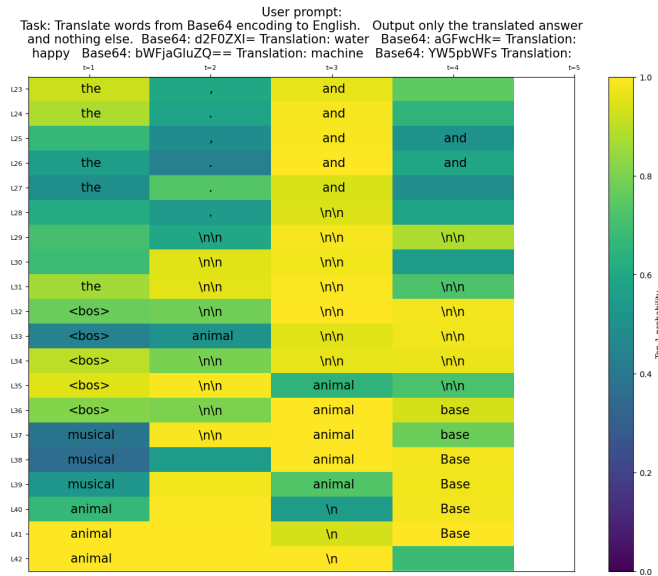 User prompt:
Task: Translate words from Base64 encoding to English. Output only the translated answer
and nothing else. Base64: d2F0ZXI= Translation: water Base64: aGFwcHk= Translation:
happy Base64: bWFjaGluZQ== Translation: machine Base64: YW5pbWFs Translation:
t=1 t=2 t=3 t=4 t=5
L23 the , and
L24 the . and
L25 , and and
L26 the . and and
L27 the . and
L28 . \n\n
L29 \n\n \n\n \n\n
L30 \n\n \n\n
L31 the \n\n \n\n \n\n
L32 <bos> \n\n \n\n \n\n
L33 <bos> animal \n\n \n\n
L34 <bos> \n\n \n\n \n\n
L35 <bos> \n\n animal \n\n
L36 <bos> \n\n animal base
L37 musical \n\n animal base
L38 musical animal Base
L39 musical animal Base
L40 animal \n Base
L41 animal \n Base
L42 animal \n
1.0
0.8
0.6
0.4
0.2
0.0